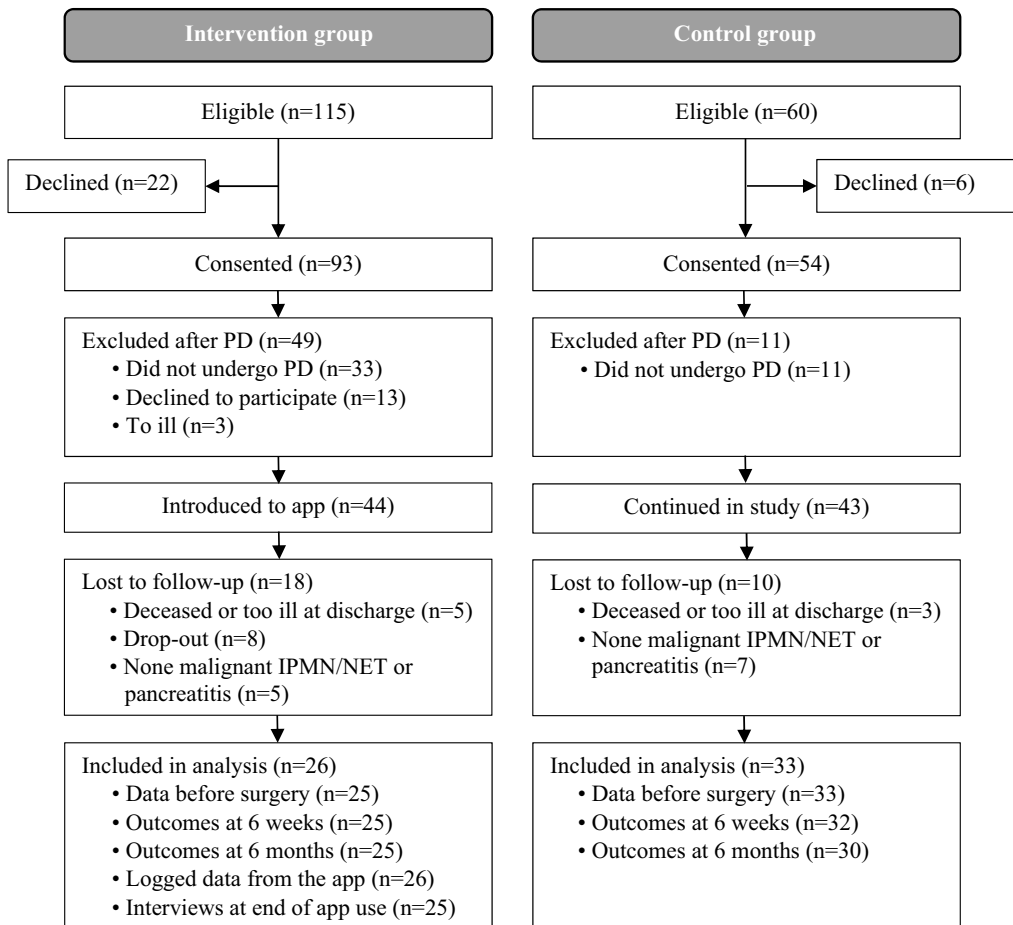 Intervention group
Eligible (n=115)
Declined (n=22)
Consented (n=93)
Excluded after PD (n=49)
• Did not undergo PD (n=33)
• Declined to participate (n=13)
• To ill (n=3)
Introduced to app (n=44)
Lost to follow-up (n=18)
• Deceased or too ill at discharge (n=5)
• Drop-out (n=8)
• None malignant IPMN/NET or
pancreatitis (n=5)
Included in analysis (n=26)
• Data before surgery (n=25)
• Outcomes at 6 weeks (n=25)
• Outcomes at 6 months (n=25)
• Logged data from the app (n=26)
• Interviews at end of app use (n=25)
Control group
Eligible (n=60)
Declined (n=6)
Consented (n=54)
Excluded after PD (n=11)
• Did not undergo PD (n=11)
Continued in study (n=43)
Lost to follow-up (n=10)
• Deceased or too ill at discharge (n=3)
• None malignant IPMN/NET or
pancreatitis (n=7)
Included in analysis (n=33)
• Data before surgery (n=33)
• Outcomes at 6 weeks (n=32)
• Outcomes at 6 months (n=30)